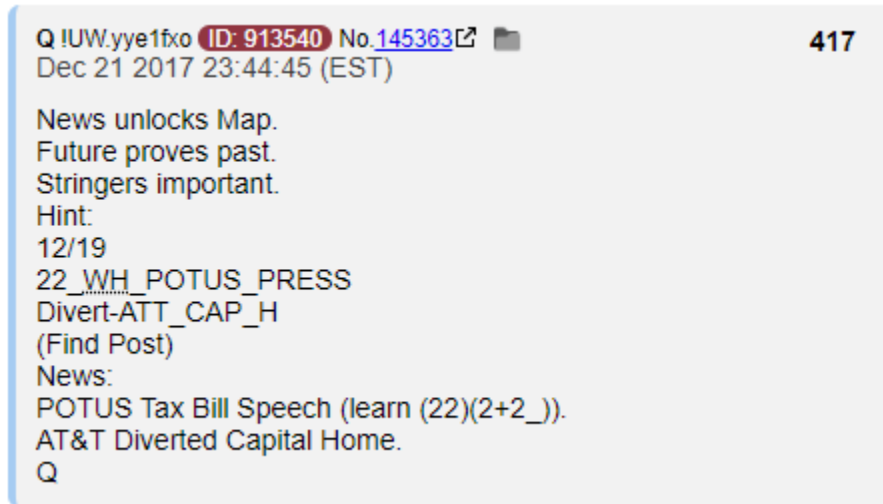 Q !UW.yye1fxo ID: 913540 No.145363 417
Dec 21 2017 23:44:45 (EST)
News unlocks Map.
Future proves past.
Stringers important.
Hint:
12/19
22_WH_POTUS_PRESS
Divert-ATT_CAP_H
(Find Post)
News:
POTUS Tax Bill Speech (learn (22)(2+2_)).
AT&T Diverted Capital Home.
Q